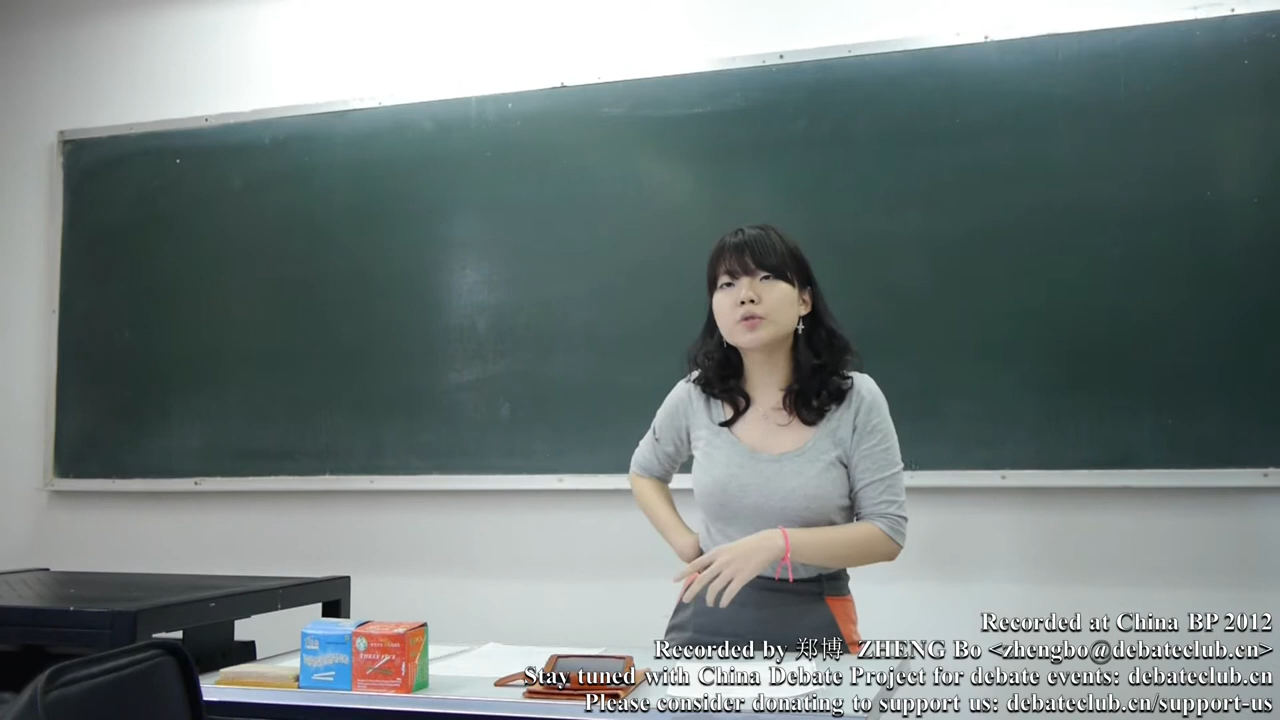 Recorded at China BP 2012
Recorded by 郑博 ZHENG Bo <zhengbo@debateclub.cn>
Stay tuned with China Debate Project for debate events: debateclub.cn
Please consider donating to support us: debateclub.cn/support-us